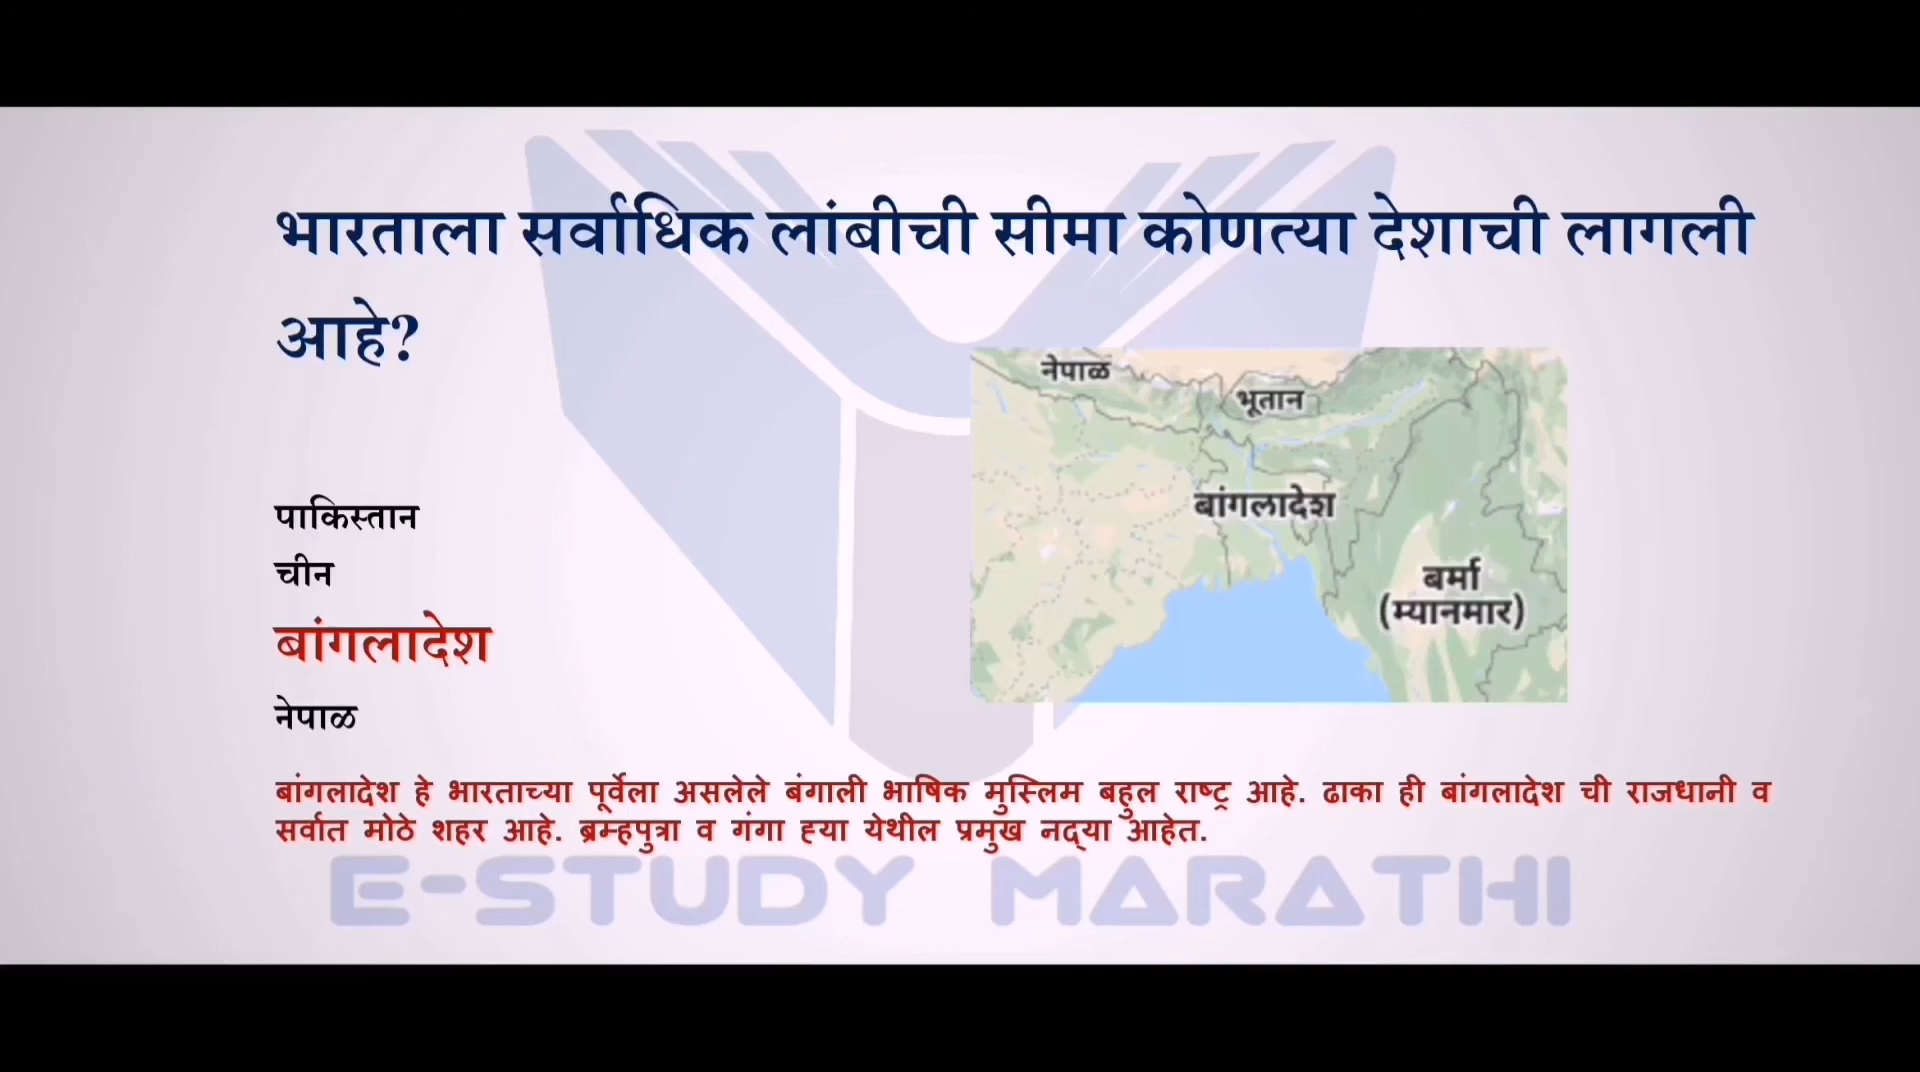 भारताला सर्वाधिक लांबीची सीमा कोणत्या देशाची लागली
आहे?
नेपाळ
भूतान
बांगलादेश
बर्मा
(म्यानमार)
पाकिस्तान
चीन
बांगलादेश
नेपाळ
बांगलादेश हे भारताच्या पूर्वेला असलेले बंगाली भाषिक मुस्लिम बहुल राष्ट्र आहे. ढाका ही बांगलादेश ची राजधानी व
सर्वात मोठे शहर आहे. ब्रम्हपुत्रा व गंगा ह्या येथील प्रमुख नद्या आहेत.
E-STUDY MARATHI